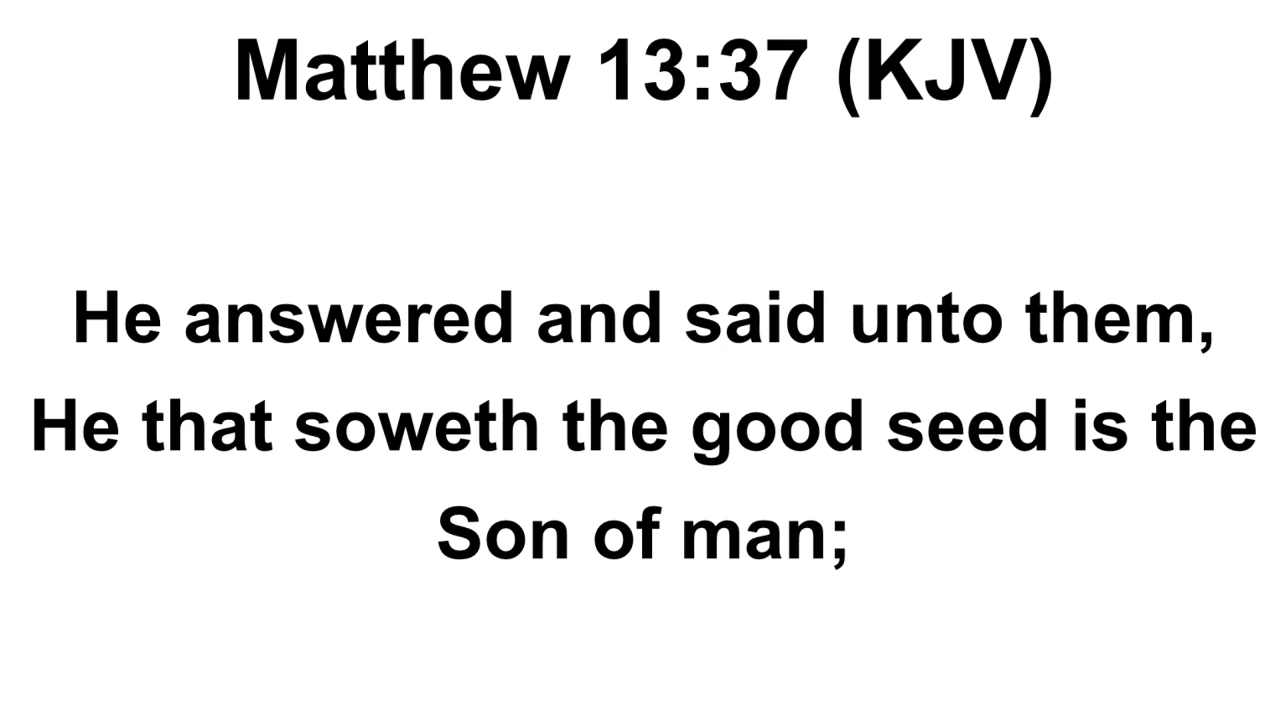 Matthew 13:37 (KJV)
He answered and said unto them,
He that soweth the good seed is the
Son of man;